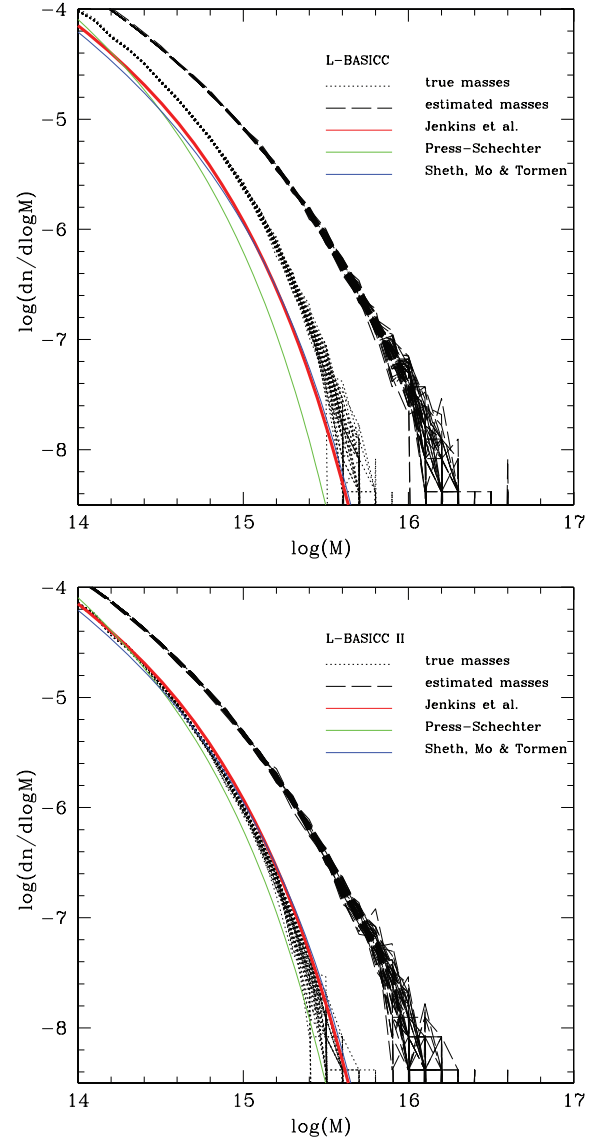 −4
L−BASICC
true masses
estimated masses
−5
Jenkins et al.
Press−Schechter
Sheth, Mo & Tormen
−6
log(dn/dlogM)
−7
−8
14 15 16 17
log(M)
−4
L−BASICC II
true masses
estimated masses
−5
Jenkins et al.
Press−Schechter
Sheth, Mo & Tormen
−6
log(dn/dlogM)
−7
−8
14 15 16 17
log(M)